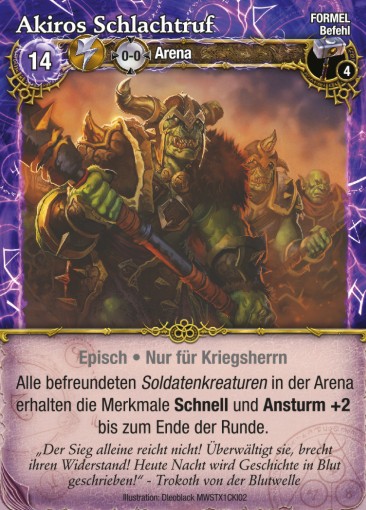 Akiros Schlachtruf
FORMEL
Befehl
14
0-0
Arena
4
Episch • Nur für Kriegsherrn
Alle befreundeten Soldatenkreaturen in der Arena
erhalten die Merkmale Schnell und Ansturm +2
bis zum Ende der Runde.
„Der Sieg alleine reicht nicht! Überwältigt sie, brecht
ihren Widerstand! Heute Nacht wird Geschichte in Blut
geschrieben!“ - Trokoth von der Blutwelle
Illustration: Dleoblack MWSTX1CKI02